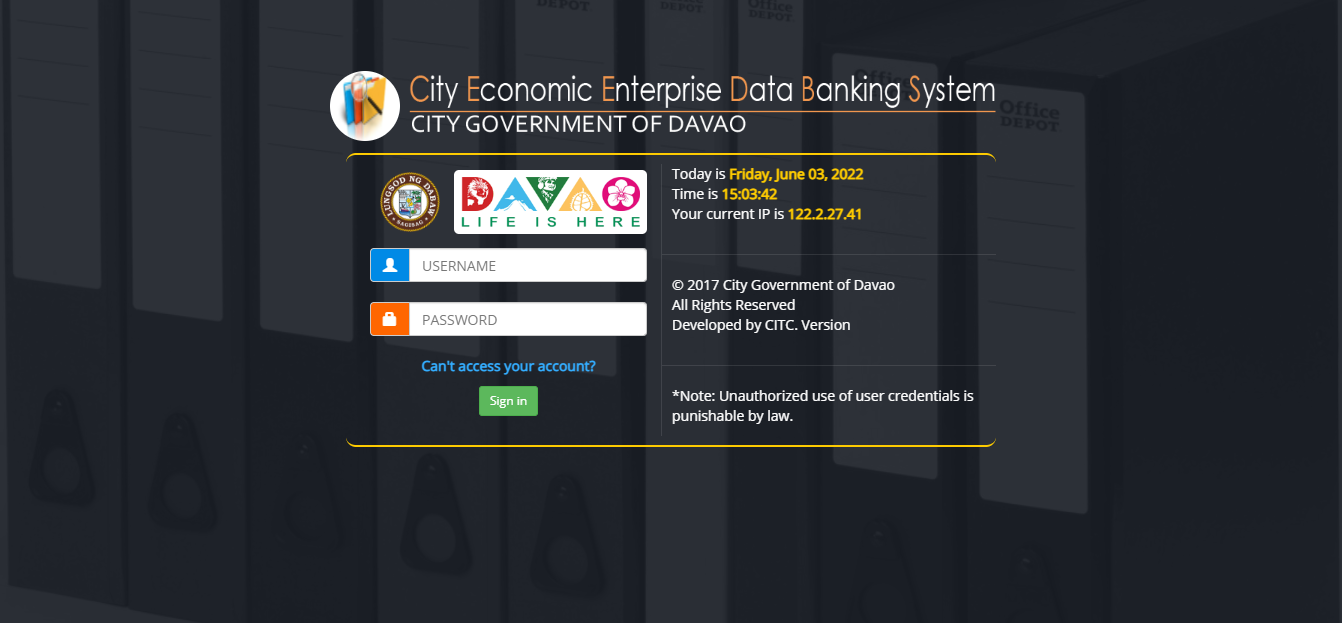 Office
DEPOT
DEPOT
Office
DEPOT
City Economic Enterprise Data Banking System
CITY GOVERNMENT OF DAVAO
Office
Office
DEPOT
LUNGSOD NG DABAW
SAGISAG
DAVAO
LIFE IS HERE
USERNAME
PASSWORD
Can't access your account?
Sign in
Today is Friday, June 03, 2022
Time is 15:03:42
Your current IP is 122.2.27.41
© 2017 City Government of Davao
All Rights Reserved
Developed by CITC. Version
*Note: Unauthorized use of user credentials is
punishable by law.